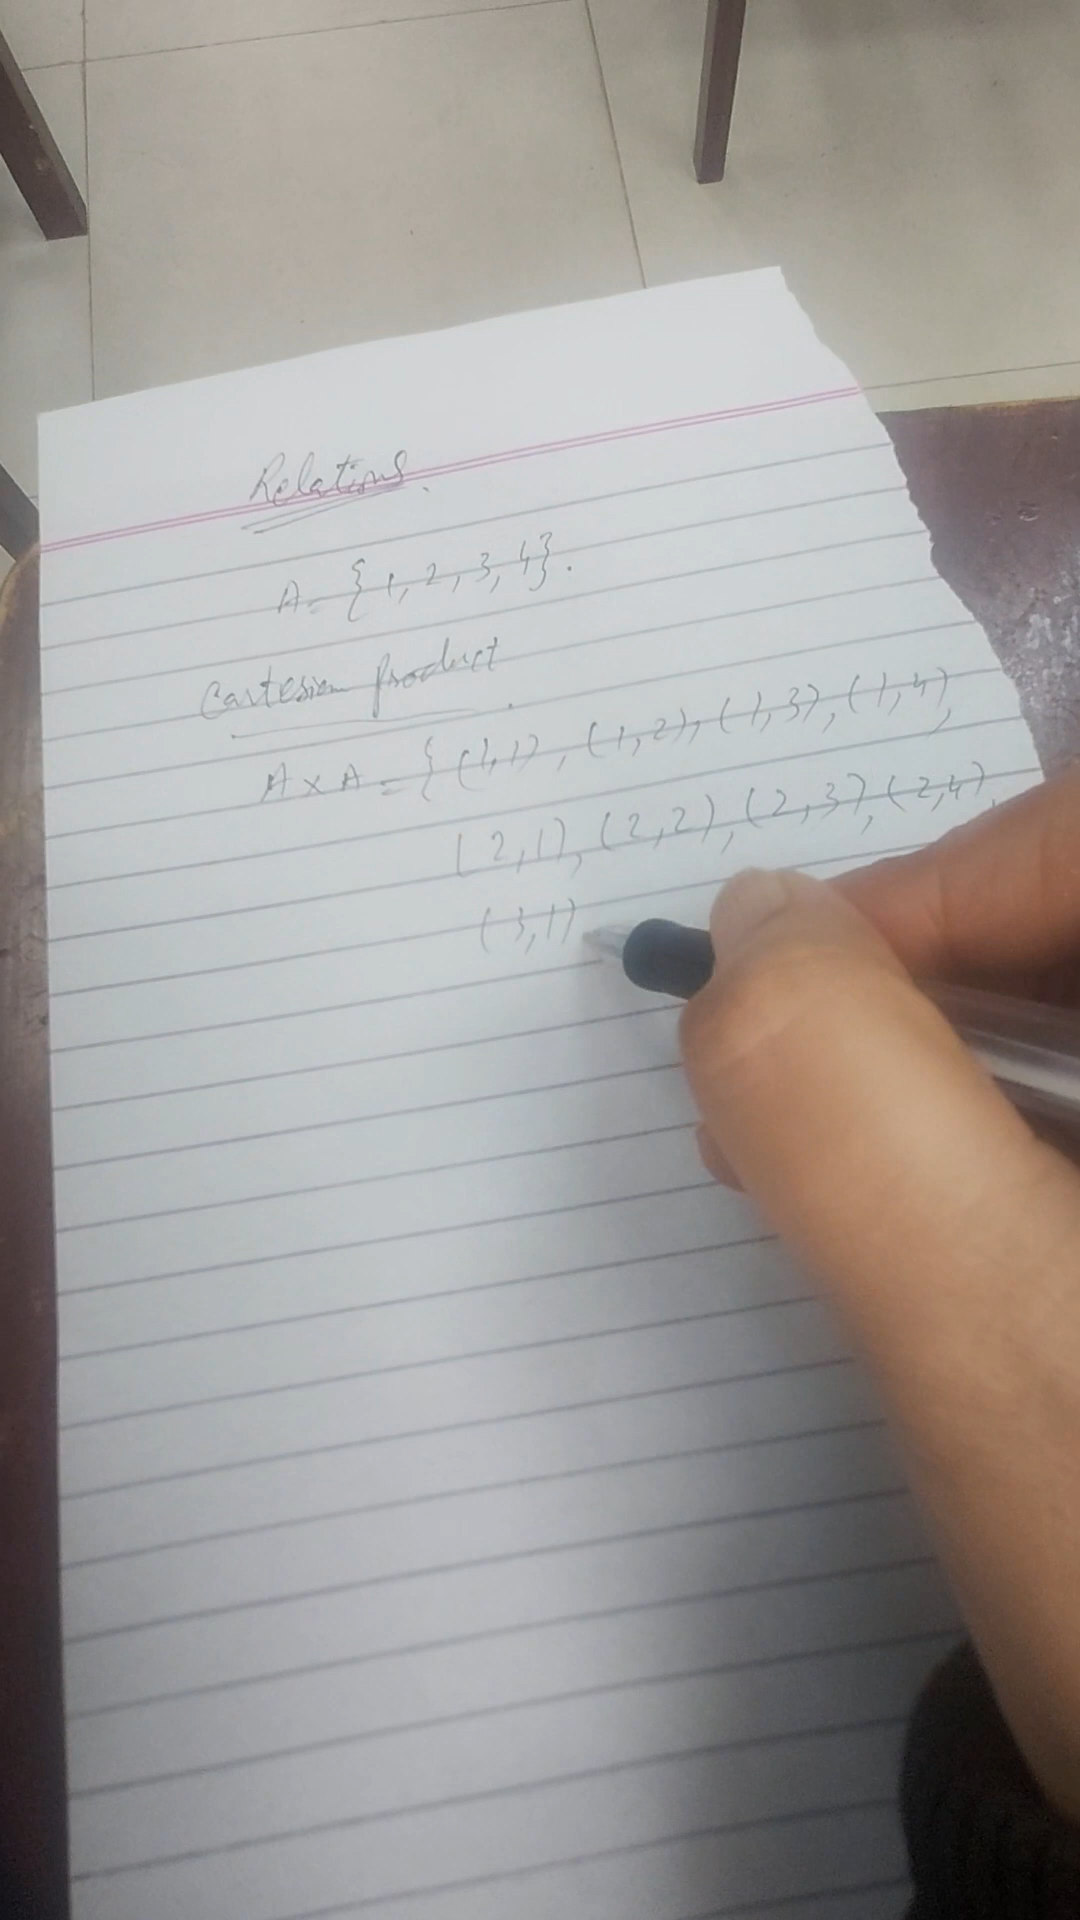 Relations.
A = {1, 2, 3, 4}.
Cartesian Product.
A × A = {(1,1), (1,2), (1,3), (1,4),
(2,1), (2,2), (2,3), (2,4),
(3,1)